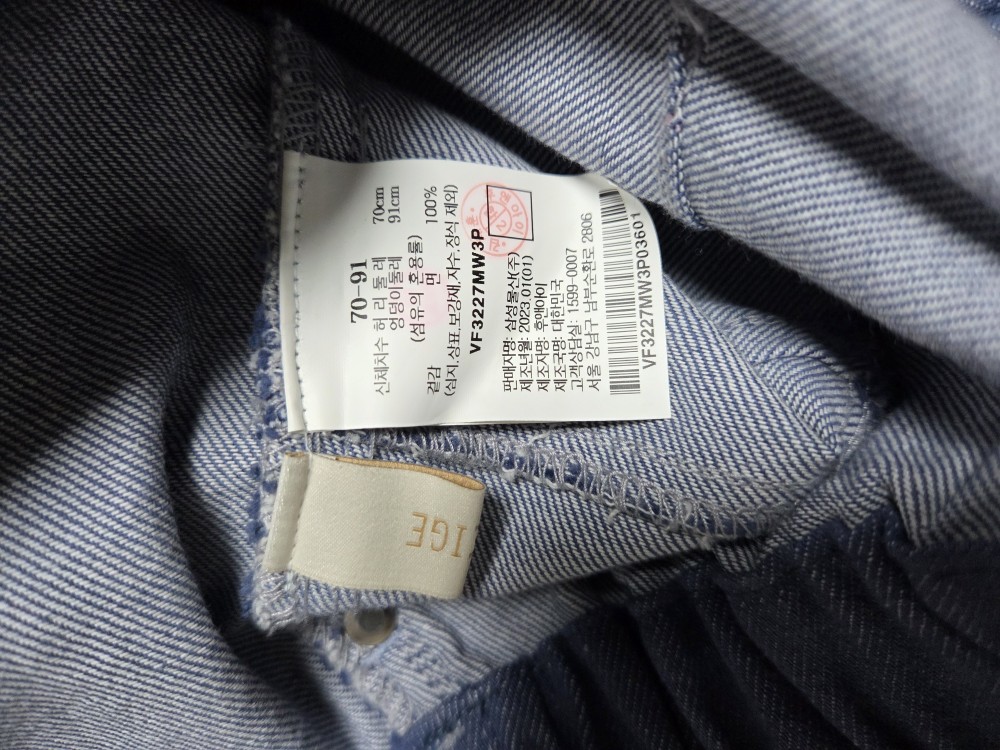 70-91
신체치수 허 리 둘 레 70cm
엉덩이둘레 91cm
(섬유의 혼용률)
겉감 면 100%
(심지,상표,보강재,자수,장식 제외)
VF3227MW3P
판매자명: 삼성물산(주)
제조년월: 2023.01(01)
제조자명: 후앤아이
제조국명: 대한민국
고객상담실: 1599-0007
서울 강남구 남부순환로 2806
VF3227MW3P03601
IGE